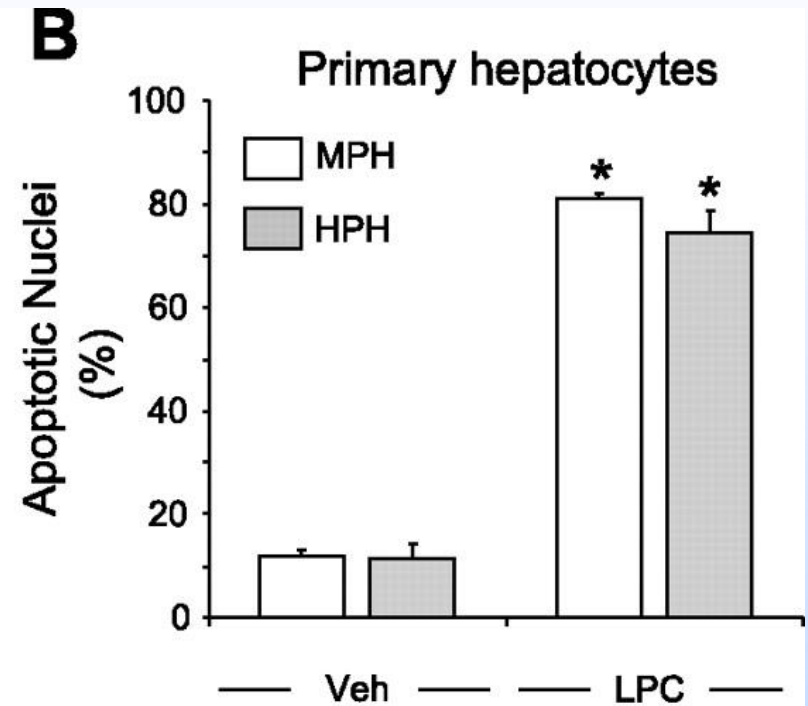 B
Primary hepatocytes
Apoptotic Nuclei
(%)
100
80
60
40
20
0
MPH
HPH
*
*
Veh
LPC